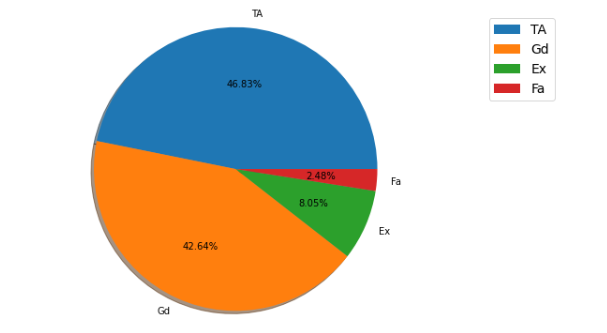 TA
46.83%
Gd
42.64%
Ex
8.05%
Fa
2.48%
TA
Gd
Ex
Fa